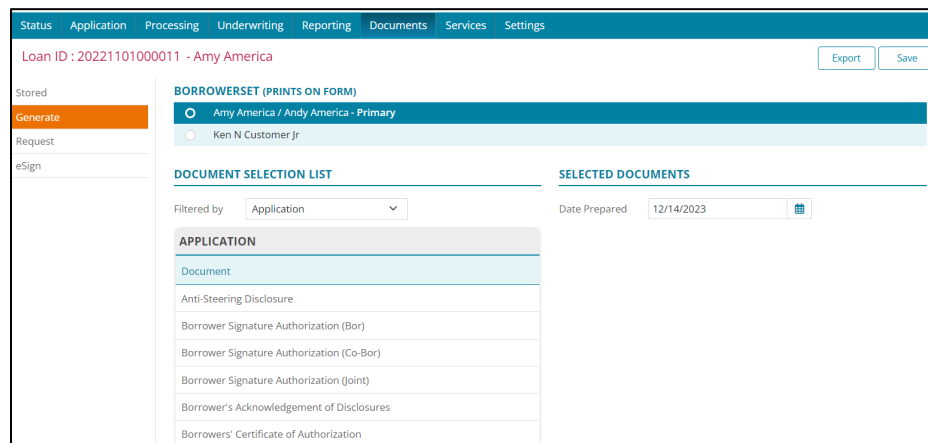 Status Application Processing Underwriting Reporting Documents Services Settings
Loan ID : 20221101000011 - Amy America
Export Save
Stored
Generate
Request
eSign
BORROWERSET (PRINTS ON FORM)
Amy America / Andy America - Primary
Ken N Customer Jr
DOCUMENT SELECTION LIST
Filtered by Application
APPLICATION
Document
Anti-Steering Disclosure
Borrower Signature Authorization (Bor)
Borrower Signature Authorization (Co-Bor)
Borrower Signature Authorization (Joint)
Borrower's Acknowledgement of Disclosures
Borrowers' Certificate of Authorization
SELECTED DOCUMENTS
Date Prepared 12/14/2023